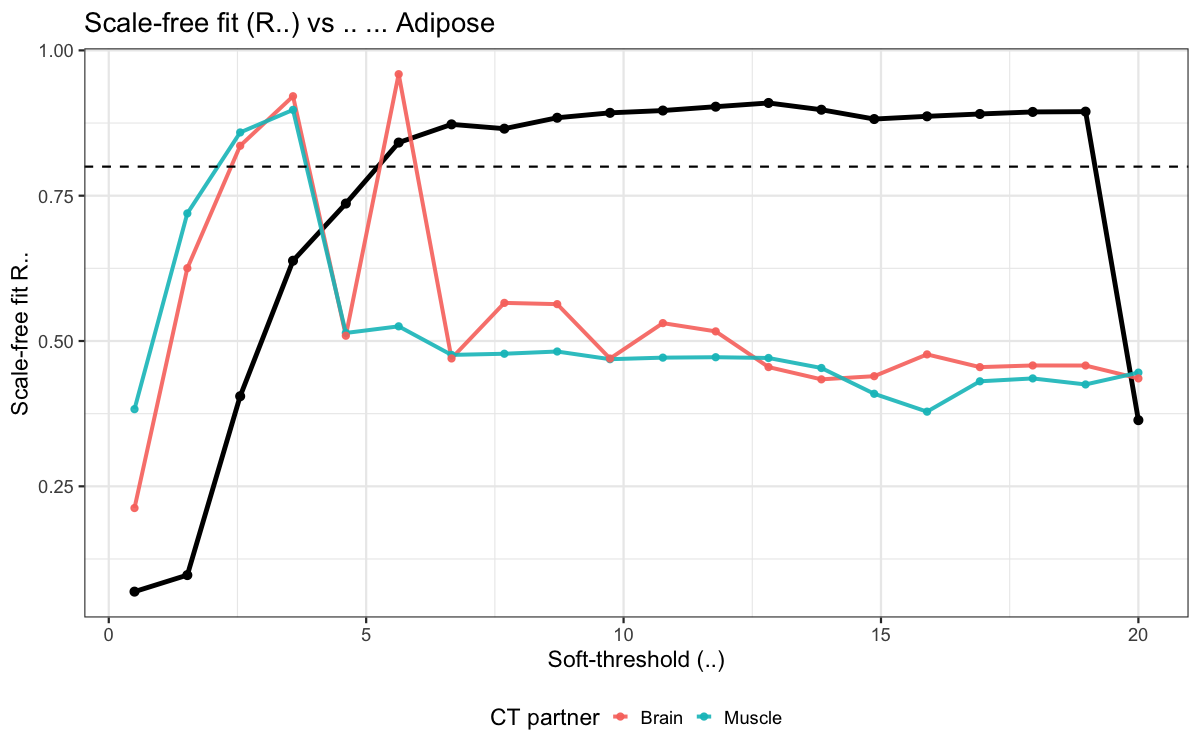 Scale-free fit (R..) vs .. ... Adipose
1.00
0.75
0.50
0.25
Scale-free fit R..
0 5 10 15 20
Soft-threshold (..)
CT partner Brain Muscle